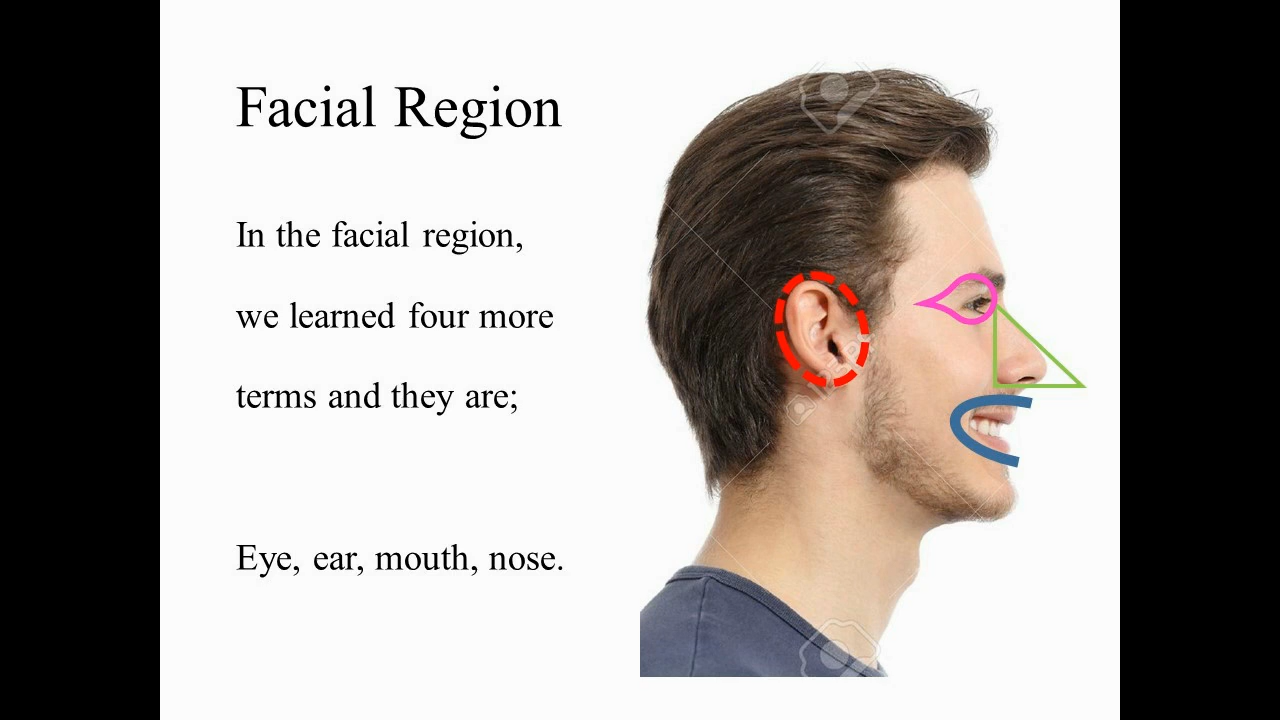 Facial Region
In the facial region,
we learned four more
terms and they are;
Eye, ear, mouth, nose.